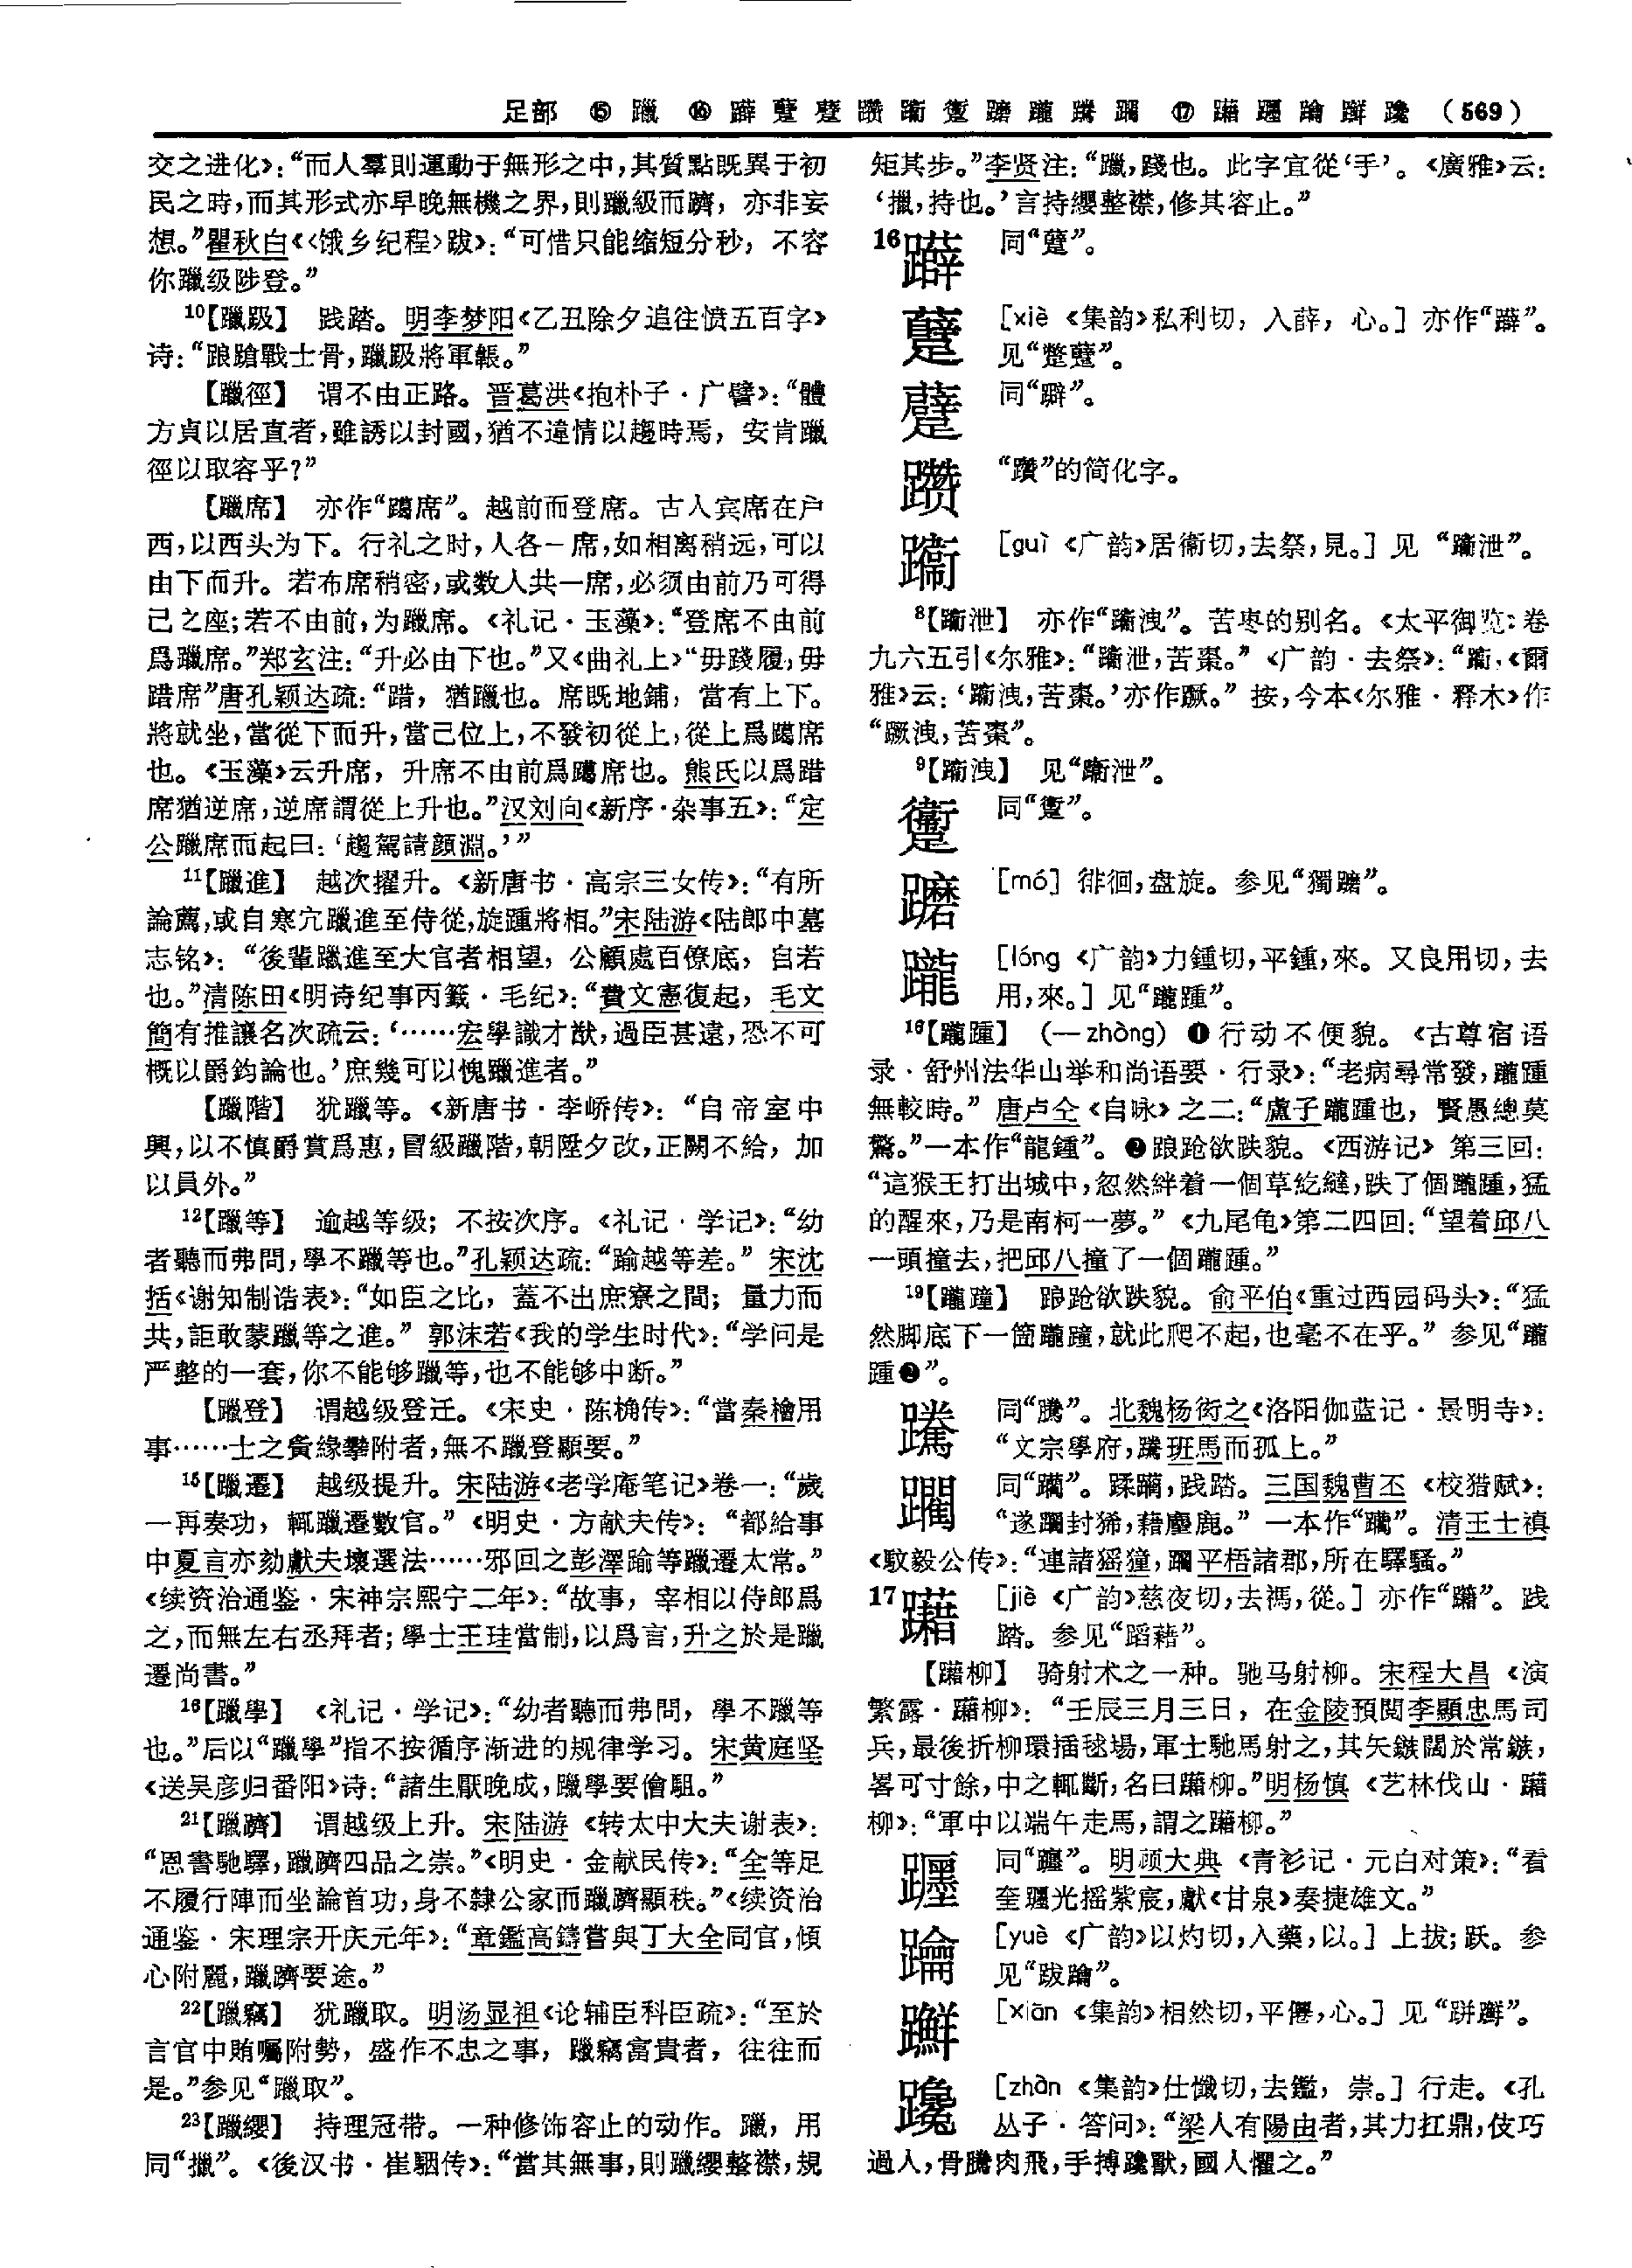 足部 ⑮ 躐 ⑯ 躃 躠 躄 躜 躗 躛 𨇢 躘 䠮 躙 ⑰ 躤 躔 躒 躚 躞 (569)
交之进化》：“而人羣則運動于無形之中，其質點既異于初
民之時，而其形式亦早晚無機之界，則躐級而躋，亦非妄
想。”瞿秋白《〈饿乡纪程〉跋》：“可惜只能缩短分秒，不容
你躐级陟登。”
10【躐趿】 践踏。明李梦阳《乙丑除夕追往愤五百字》
诗：“踉蹌戰士骨，躐趿將軍帳。”
【躐徑】 谓不由正路。晋葛洪《抱朴子·广譬》：“體
方貞以居直者，雖誘以封國，猶不違情以趨時焉，安肯躐
徑以取容乎？”
【躐席】 亦作“躢席”。越前而登席。古人宾席在户
西，以西头为下。行礼之时，人各一席，如相离稍远，可以
由下而升。若布席稍密，或数人共一席，必须由前乃可得
己之座；若不由前，为躐席。《礼记·玉藻》：“登席不由前
爲躐席。”郑玄注：“升必由下也。”又《曲礼上》“毋踐履，毋
踖席”唐孔颖达疏：“踖，猶躐也。席既地鋪，當有上下。
將就坐，當從下而升，當己位上，不發初從上，從上爲躢席
也。《玉藻》云升席，升席不由前爲躢席也。熊氏以爲踖
席猶逆席，逆席謂從上升也。”汉刘向《新序·杂事五》：“定
公躐席而起曰：‘趨駕請顔淵。’”
11【躐進】 越次擢升。《新唐书·高宗三女传》：“有所
論薦，或自寒宂躐進至侍從，旋踵將相。”宋陆游《陆郎中墓
志铭》：“後輩躐進至大官者相望，公顧處百僚底，自若
也。”清陈田《明诗纪事丙籤·毛纪》：“費文憲復起，毛文
簡有推讓名次疏云：‘……宏學識才猷，過臣甚遠，恐不可
概以爵鈞論也。’庶幾可以愧躐進者。”
【躐階】 犹躐等。《新唐书·李峤传》：“自帝室中
興，以不慎爵賞爲惠，冒級躐階，朝陞夕改，正闕不給，加
以員外。”
12【躐等】 逾越等级；不按次序。《礼记·学记》：“幼
者聽而弗問，學不躐等也。”孔颖达疏：“踰越等差。”宋沈
括《谢知制诰表》：“如臣之比，蓋不出庶寮之間；量力而
共，詎敢蒙躐等之進。”郭沫若《我的学生时代》：“学问是
严整的一套，你不能够躐等，也不能够中断。”
【躐登】 谓越级登迁。《宋史·陈桷传》：“當秦檜用
事……士之夤緣攀附者，無不躐登顯要。”
15【躐遷】 越级提升。宋陆游《老学庵笔记》卷一：“歲
一再奏功，輒躐遷數官。”《明史·方献夫传》：“都給事
中夏言亦劾獻夫壞選法……邪回之彭澤踰等躐遷太常。”
《续资治通鉴·宋神宗熙宁二年》：“故事，宰相以侍郎爲
之，而無左右丞拜者；學士王珪當制，以爲言，升之於是躐
遷尚書。”
16【躐學】 《礼记·学记》：“幼者聽而弗問，學不躐等
也。”后以“躐學”指不按循序渐进的规律学习。宋黄庭坚
《送吴彦归番阳》诗：“諸生厭晚成，躐學要儈駔。”
21【躐躋】 谓越级上升。宋陆游《转太中大夫谢表》：
“恩書馳驛，躐躋四品之崇。”《明史·金献民传》：“全等足
不履行陣而坐論首功，身不隸公家而躐躋顯秩。”《续资治
通鉴·宋理宗开庆元年》：“章鑑高鑄嘗與丁大全同官，傾
心附麗，躐躋要途。”
22【躐竊】 犹躐取。明汤显祖《论辅臣科臣疏》：“至於
言官中賄囑附勢，盛作不忠之事，躐竊富貴者，往往而
是。”参见“躐取”。
23【躐纓】 持理冠带。一种修饰容止的动作。躐，用
同“擸”。《後汉书·崔駰传》：“當其無事，則躐纓整襟，規
矩其步。”李贤注：“躐，踐也。此字宜從‘手’。《廣雅》云：
‘擸，持也。’言持纓整襟，修其容止。”
16 同“躠”。
躠 [xiè 《集韵》私利切，入薛，心。]亦作“”。
见“蹩躠”。
同“躃”。
躜 “躦”的简化字。
[guì 《广韵》居衞切，去祭，見。]见“泄”。
8【泄】 亦作“洩”。苦枣的别名。《太平御览》卷
九六五引《尔雅》：“泄，苦棗。”《广韵·去祭》：“，《爾
雅》云：‘洩，苦棗。’亦作蹶。”按，今本《尔雅·释木》作
“蹶洩，苦棗”。
9【洩】 见“泄”。
同“”。
[mó] 徘徊，盘旋。参见“獨”。
躘 [lóng 《广韵》力鍾切，平鍾，來。又良用切，去
用，來。]见“躘踵”。
16【躘踵】 (—zhòng) ❶行动不便貌。《古尊宿语
录·舒州法华山举和尚语要·行录》：“老病尋常發，躘踵
無較時。”唐卢仝《自咏》之二：“盧子躘踵也，賢愚總莫
驚。”一本作“龍鍾”。❷踉跄欲跌貌。《西游记》第三回：
“這猴王打出城中，忽然絆着一個草紇縫，跌了個躘踵，猛
的醒來，乃是南柯一夢。”《九尾龟》第二四回：“望着邱八
一頭撞去，把邱八撞了一個躘踵。”
19【躘蹱】 踉跄欲跌貌。俞平伯《重过西园码头》：“猛
然脚底下一箇躘蹱，就此爬不起，也毫不在乎。”参见“躘
踵❷”。
同“騰”。北魏杨衒之《洛阳伽蓝记·景明寺》：
“文宗學府，班馬而孤上。”
躙 同“躪”。蹂躪，践踏。三国魏曹丕《校猎赋》：
“遂躙封狶，藉麈鹿。”一本作“躪”。清王士禛
《马文毅公传》：“連諸猺獞，躙平梧諸郡，所在驛騷。”
17 躤 [jiè 《广韵》慈夜切，去禡，從。]亦作“”。践
踏。参见“蹈藉”。
【躤柳】 骑射术之一种。驰马射柳。宋程大昌《演
繁露·躤柳》：“壬辰三月三日，在金陵預閲李顯忠馬司
兵，最後折柳環插毬場，軍士馳馬射之，其矢鏃闊於常鏃，
畧可寸餘，中之輒斷，名曰躤柳。”明杨慎《艺林伐山·躤
柳》：“軍中以端午走馬，謂之躤柳。”
同“躔”。明顾大典《青衫记·元白对策》：“看
奎光摇紫宸，獻《甘泉》奏捷雄文。”
[yuè 《广韵》以灼切，入藥，以。]上拔；跃。参
见“跋”。
[xiān 《集韵》相然切，平僊，心。]见“跰”。
[zhàn 《集韵》仕懺切，去鑑，崇。]行走。《孔
丛子·答问》：“梁人有陽由者，其力扛鼎，伎巧
過人，骨騰肉飛，手搏獸，國人懼之。”